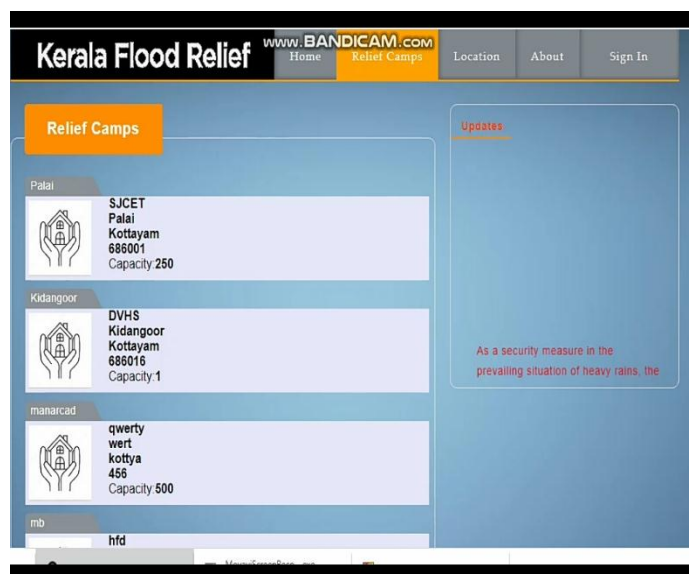 www.BANDICAM.com
Kerala Flood Relief
Home
Relief Camps
Location
About
Sign In
Relief Camps
Palai
SJCET
Palai
Kottayam
686001
Capacity:250
Kidangoor
DVHS
Kidangoor
Kottayam
686016
Capacity:1
manarcad
qwerty
wert
kottya
456
Capacity:500
mb
hfd
Updates
As a security measure in the
prevailing situation of heavy rains, the